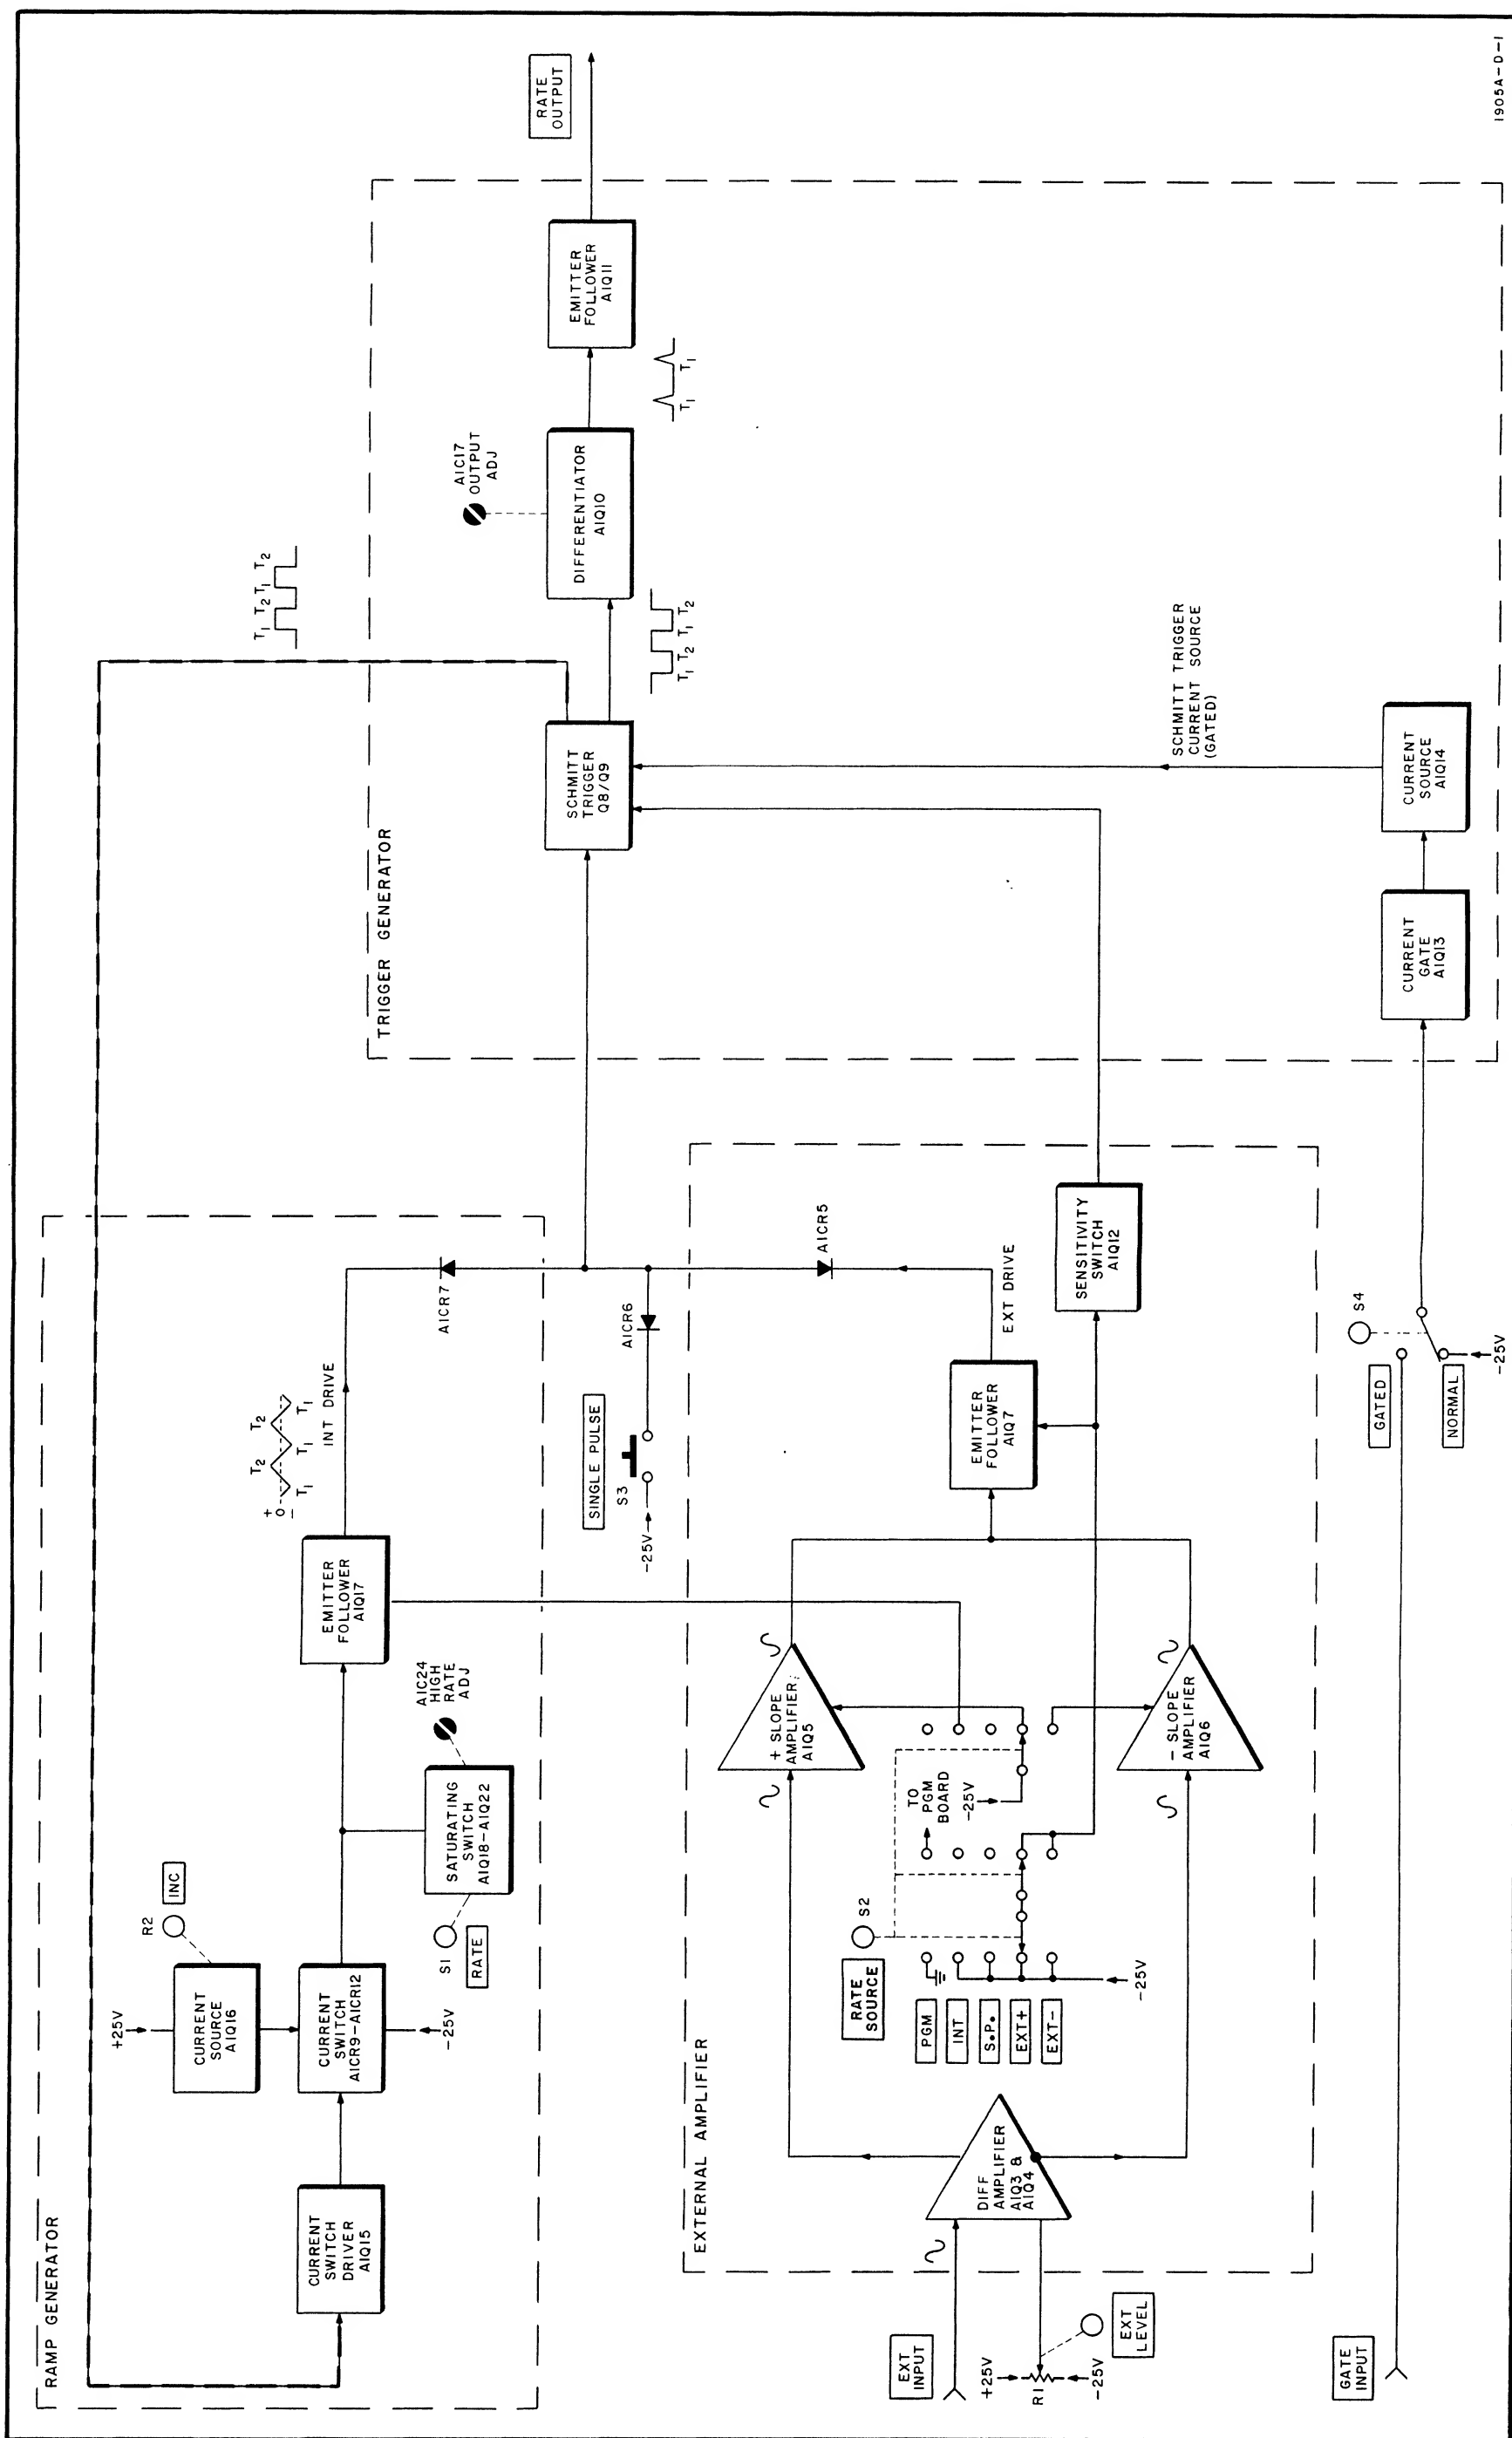 RAMP GENERATOR
CURRENT
SWITCH
DRIVER
A1Q15
+25V
CURRENT
SOURCE
A1Q16
R2
INC
CURRENT
SWITCH
A1CR9-A1CR12
-25V
S1
RATE
SATURATING
SWITCH
A1Q18-A1Q22
A1C24
HIGH
RATE
ADJ
EMITTER
FOLLOWER
A1Q17
+
0
-
T1
T2
T1
T2
T1
INT DRIVE
A1CR7
T1 T2 T1 T2
SINGLE PULSE
S3
-25V
A1CR6
A1CR5
EXT DRIVE
EXTERNAL AMPLIFIER
EXT
INPUT
+25V
R1
-25V
EXT
LEVEL
DIFF
AMPLIFIER
A1Q3 &
A1Q4
+ SLOPE
AMPLIFIER
A1Q5
- SLOPE
AMPLIFIER
A1Q6
RATE
SOURCE
S2
PGM
INT
S.P.
EXT+
EXT-
-25V
TO
PGM
BOARD
-25V
EMITTER
FOLLOWER
A1Q7
SENSITIVITY
SWITCH
A1Q12
GATE
INPUT
GATED
S4
NORMAL
-25V
TRIGGER GENERATOR
SCHMITT
TRIGGER
Q8/Q9
T1 T2 T1 T2
A1C17
OUTPUT
ADJ
DIFFERENTIATOR
A1Q10
T1 T1
EMITTER
FOLLOWER
A1Q11
RATE
OUTPUT
CURRENT
GATE
A1Q13
CURRENT
SOURCE
A1Q14
SCHMITT TRIGGER
CURRENT SOURCE
(GATED)
1905A-D-1